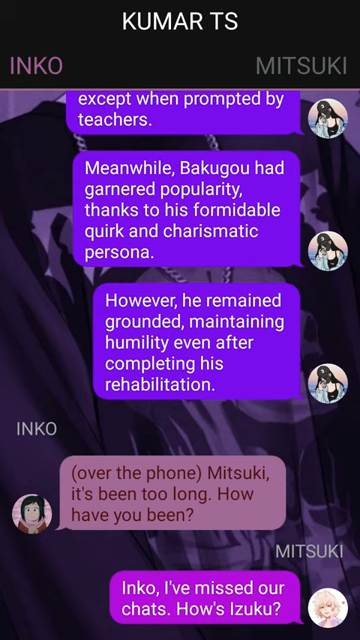 KUMAR TS
INKO
MITSUKI
except when prompted by
teachers.
Meanwhile, Bakugou had
garnered popularity,
thanks to his formidable
quirk and charismatic
persona.
However, he remained
grounded, maintaining
humility even after
completing his
rehabilitation.
INKO
(over the phone) Mitsuki,
it's been too long. How
have you been?
MITSUKI
Inko, I've missed our
chats. How's Izuku?